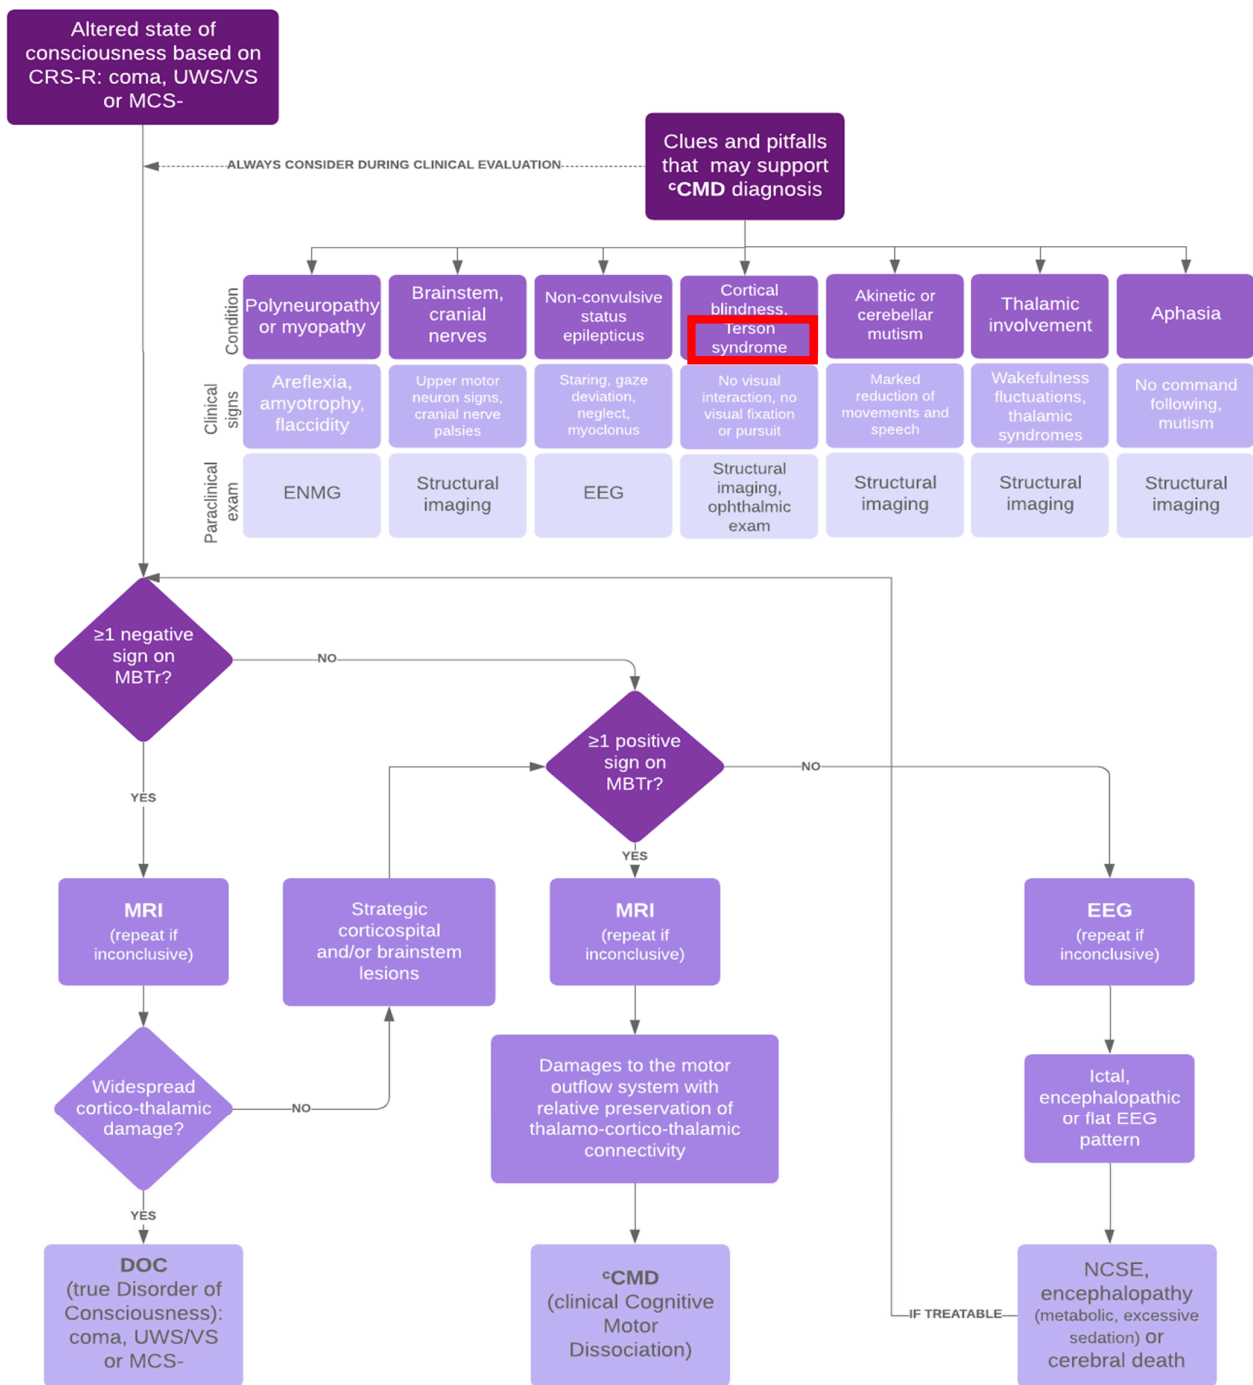 Altered state of
consciousness based on
CRS-R: coma, UWS/VS
or MCS-
Clues and pitfalls
that may support
ᶜCMD diagnosis
ALWAYS CONSIDER DURING CLINICAL EVALUATION
Condition
Polyneuropathy
or myopathy
Brainstem,
cranial
nerves
Non-convulsive
status
epilepticus
Cortical
blindness,
Terson
syndrome
Akinetic or
cerebellar
mutism
Thalamic
involvement
Aphasia
Clinical
signs
Areflexia,
amyotrophy,
flaccidity
Upper motor
neuron signs,
cranial nerve
palsies
Staring, gaze
deviation,
neglect,
myoclonus
No visual
interaction, no
visual fixation
or pursuit
Marked
reduction of
movements and
speech
Wakefulness
fluctuations,
thalamic
syndromes
No command
following,
mutism
Paraclinical
exam
ENMG
Structural
imaging
EEG
Structural
imaging,
ophthalmic
exam
Structural
imaging
Structural
imaging
Structural
imaging
≥1 negative
sign on
MBTr?
NO
≥1 positive
sign on
MBTr?
NO
YES
YES
MRI
(repeat if
inconclusive)
Strategic
corticospital
and/or brainstem
lesions
MRI
(repeat if
inconclusive)
EEG
(repeat if
inconclusive)
Widespread
cortico-thalamic
damage?
NO
Damages to the motor
outflow system with
relative preservation of
thalamo-cortico-thalamic
connectivity
Ictal,
encephalopathic
or flat EEG
pattern
YES
DOC
(true Disorder of
Consciousness):
coma, UWS/VS
or MCS-
ᶜCMD
(clinical Cognitive
Motor
Dissociation)
IF TREATABLE
NCSE,
encephalopathy
(metabolic, excessive
sedation) or
cerebral death